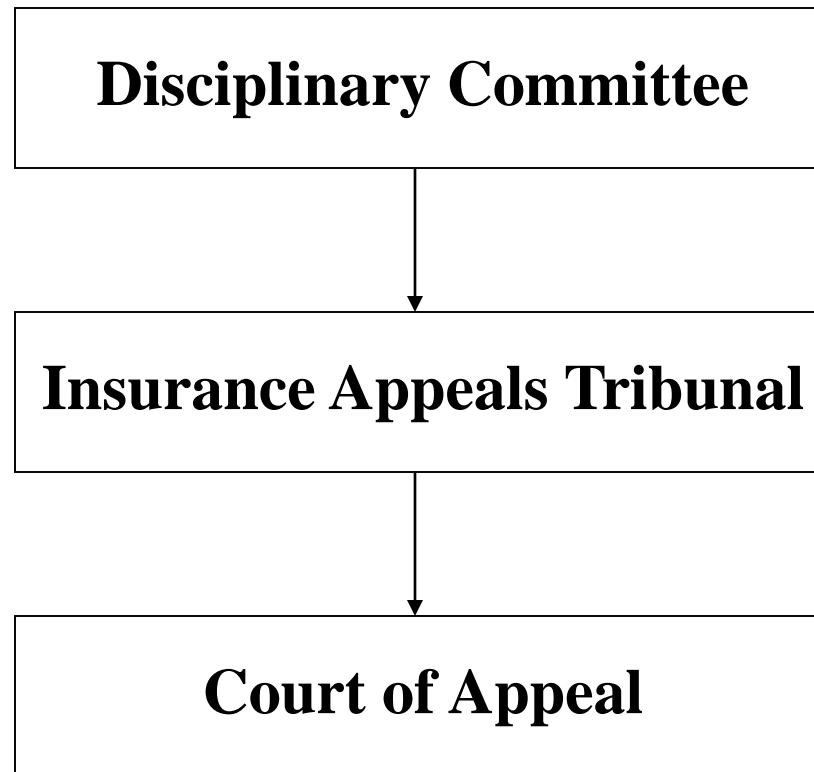 Disciplinary Committee
Insurance Appeals Tribunal
Court of Appeal